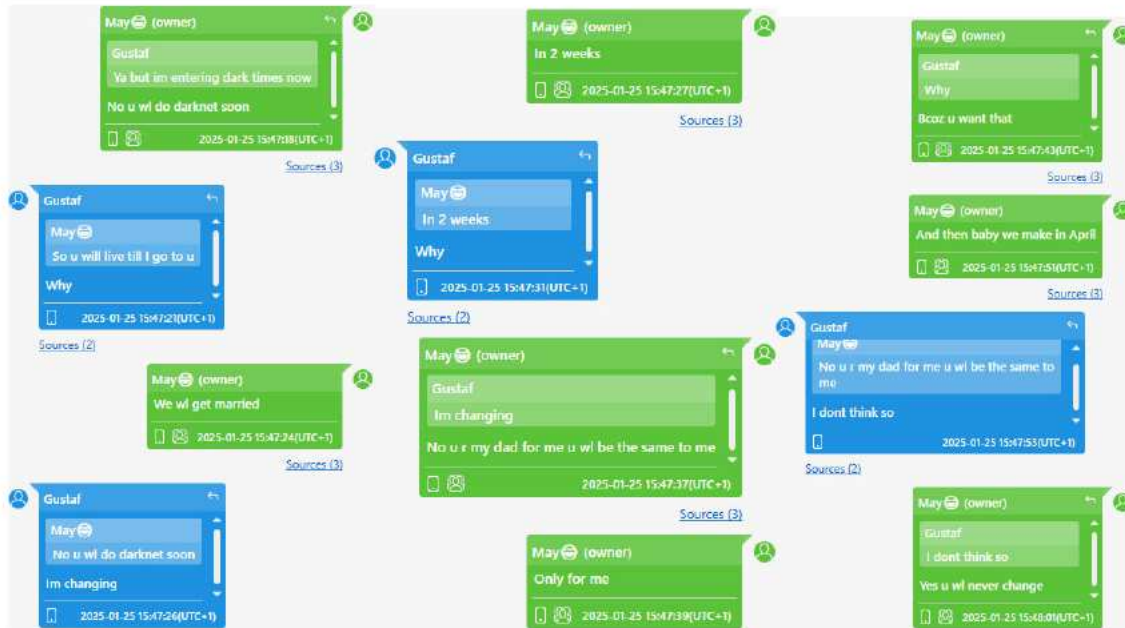 May😂 (owner)
Gustaf
Ya but im entering dark times now
No u wl do darknet soon
2025-01-25 15:47:18(UTC+1)
Sources (3)
Gustaf
May😂
So u will live till I go to u
Why
2025-01-25 15:47:21(UTC+1)
Sources (2)
May😂 (owner)
We wl get married
2025-01-25 15:47:24(UTC+1)
Sources (3)
Gustaf
May😂
No u wl do darknet soon
Im changing
2025-01-25 15:47:26(UTC+1)
May😂 (owner)
In 2 weeks
2025-01-25 15:47:27(UTC+1)
Sources (3)
Gustaf
May😂
In 2 weeks
Why
2025-01-25 15:47:31(UTC+1)
Sources (2)
May😂 (owner)
Gustaf
Im changing
No u r my dad for me u wl be the same to me
2025-01-25 15:47:37(UTC+1)
Sources (3)
May😂 (owner)
Only for me
2025-01-25 15:47:39(UTC+1)
May😂 (owner)
Gustaf
Why
Bcoz u want that
2025-01-25 15:47:43(UTC+1)
Sources (3)
May😂 (owner)
And then baby we make in April
2025-01-25 15:47:51(UTC+1)
Sources (3)
Gustaf
May😂
No u r my dad for me u wl be the same to
me
I dont think so
2025-01-25 15:47:53(UTC+1)
Sources (2)
May😂 (owner)
Gustaf
I dont think so
Yes u wl never change
2025-01-25 15:48:01(UTC+1)